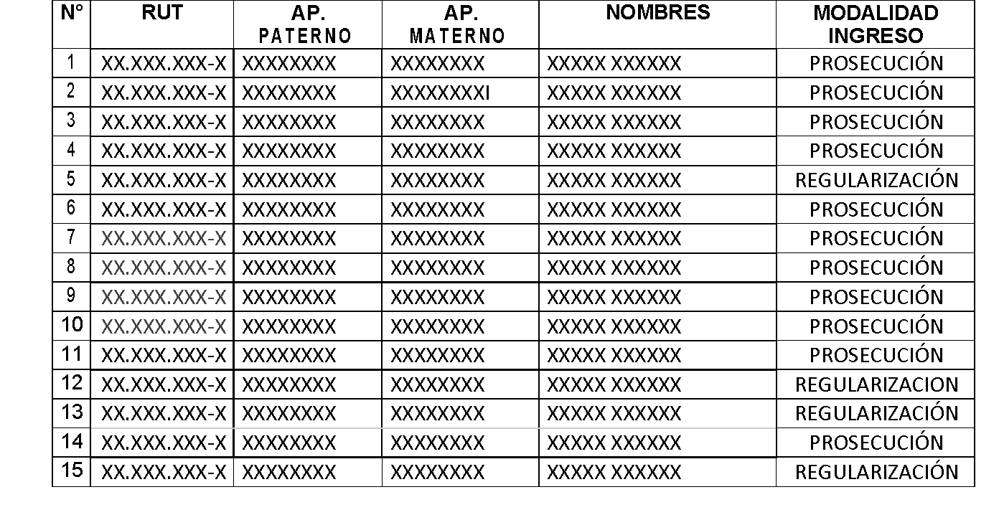 N° RUT AP. PATERNO AP. MATERNO NOMBRES MODALIDAD INGRESO
1 XX.XXX.XXX-X XXXXXXXX XXXXXXXX XXXXX XXXXXX PROSECUCIÓN
2 XX.XXX.XXX-X XXXXXXXX XXXXXXXXI XXXXX XXXXXX PROSECUCIÓN
3 XX.XXX.XXX-X XXXXXXXX XXXXXXXX XXXXX XXXXXX PROSECUCIÓN
4 XX.XXX.XXX-X XXXXXXXX XXXXXXXX XXXXX XXXXXX PROSECUCIÓN
5 XX.XXX.XXX-X XXXXXXXX XXXXXXXX XXXXX XXXXXX REGULARIZACIÓN
6 XX.XXX.XXX-X XXXXXXXX XXXXXXXX XXXXX XXXXXX PROSECUCIÓN
7 XX.XXX.XXX-X XXXXXXXX XXXXXXXX XXXXX XXXXXX PROSECUCIÓN
8 XX.XXX.XXX-X XXXXXXXX XXXXXXXX XXXXX XXXXXX PROSECUCIÓN
9 XX.XXX.XXX-X XXXXXXXX XXXXXXXX XXXXX XXXXXX PROSECUCIÓN
10 XX.XXX.XXX-X XXXXXXXX XXXXXXXX XXXXX XXXXXX PROSECUCIÓN
11 XX.XXX.XXX-X XXXXXXXX XXXXXXXX XXXXX XXXXXX PROSECUCIÓN
12 XX.XXX.XXX-X XXXXXXXX XXXXXXXX XXXXX XXXXXX REGULARIZACION
13 XX.XXX.XXX-X XXXXXXXX XXXXXXXX XXXXX XXXXXX REGULARIZACIÓN
14 XX.XXX.XXX-X XXXXXXXX XXXXXXXX XXXXX XXXXXX PROSECUCIÓN
15 XX.XXX.XXX-X XXXXXXXX XXXXXXXX XXXXX XXXXXX REGULARIZACIÓN